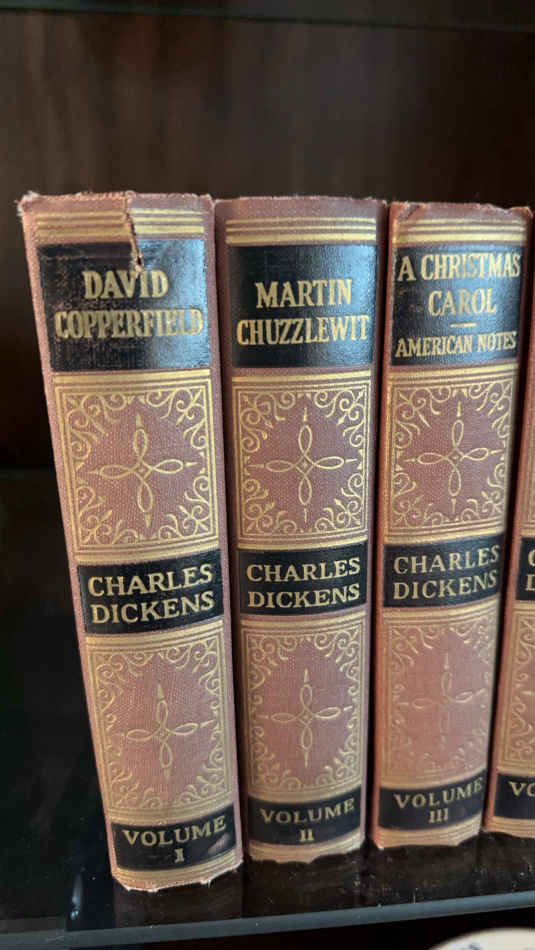 DAVID
COPPERFIELD
CHARLES
DICKENS
VOLUME
I
MARTIN
CHUZZLEWIT
CHARLES
DICKENS
VOLUME
II
A CHRISTMAS
CAROL
AMERICAN NOTES
CHARLES
DICKENS
VOLUME
III